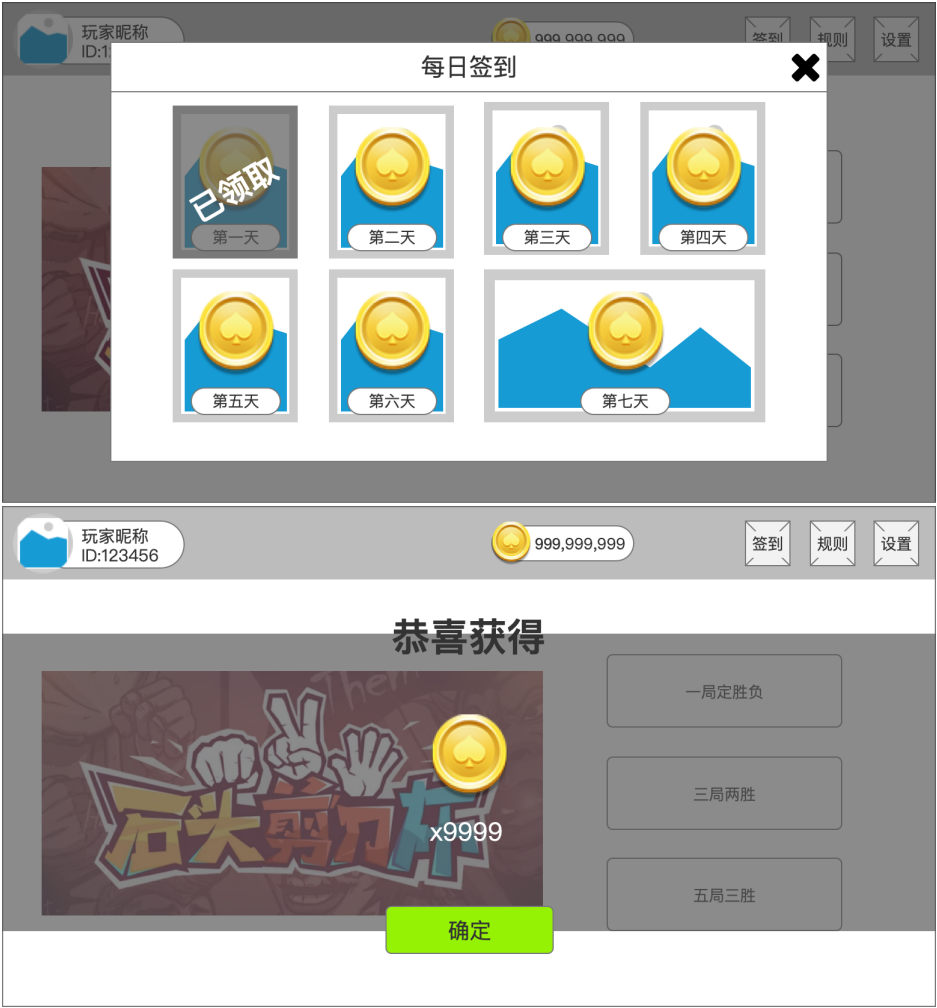 玩家昵称
ID:1
999,999,999
签到
规则
设置
每日签到
已领取
第一天
第二天
第三天
第四天
第五天
第六天
第七天
玩家昵称
ID:123456
999,999,999
签到
规则
设置
恭喜获得
Them
一局定胜负
石头剪刀布
三局两胜
x9999
五局三胜
确定